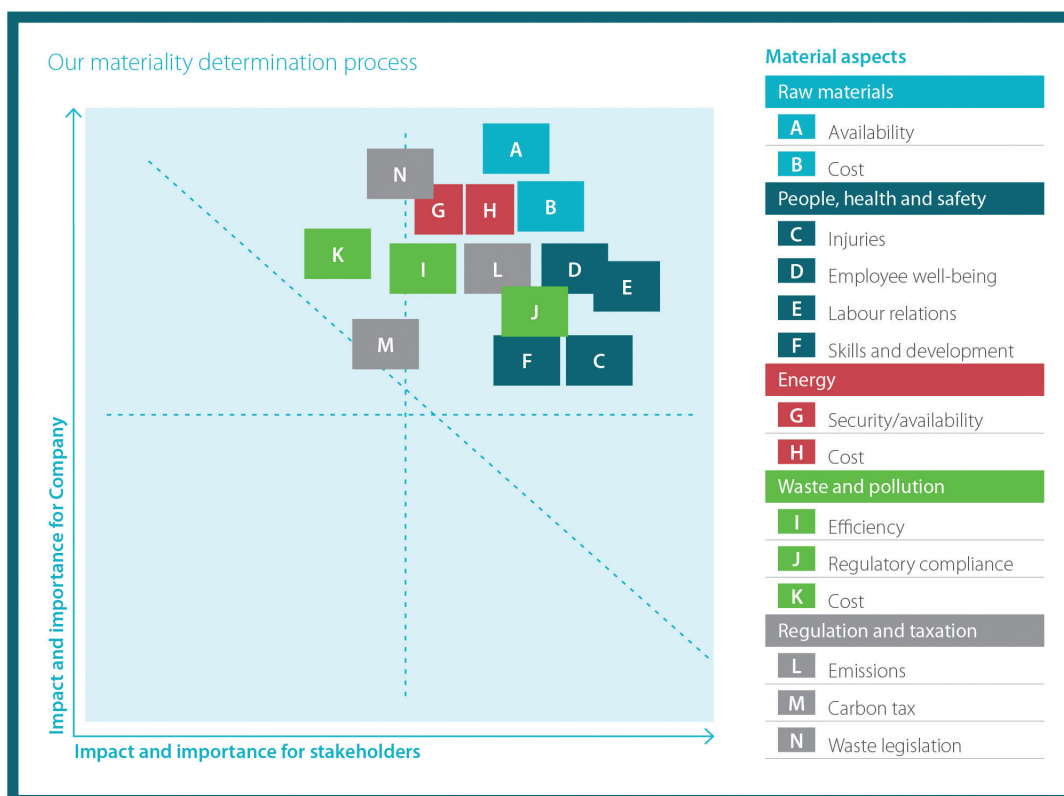 Our materiality determination process
Impact and importance for Company
A
N
G
H
B
K
I
L
D
E
J
M
F
C
Impact and importance for stakeholders
Material aspects
Raw materials
A Availability
B Cost
People, health and safety
C Injuries
D Employee well-being
E Labour relations
F Skills and development
Energy
G Security/availability
H Cost
Waste and pollution
I Efficiency
J Regulatory compliance
K Cost
Regulation and taxation
L Emissions
M Carbon tax
N Waste legislation